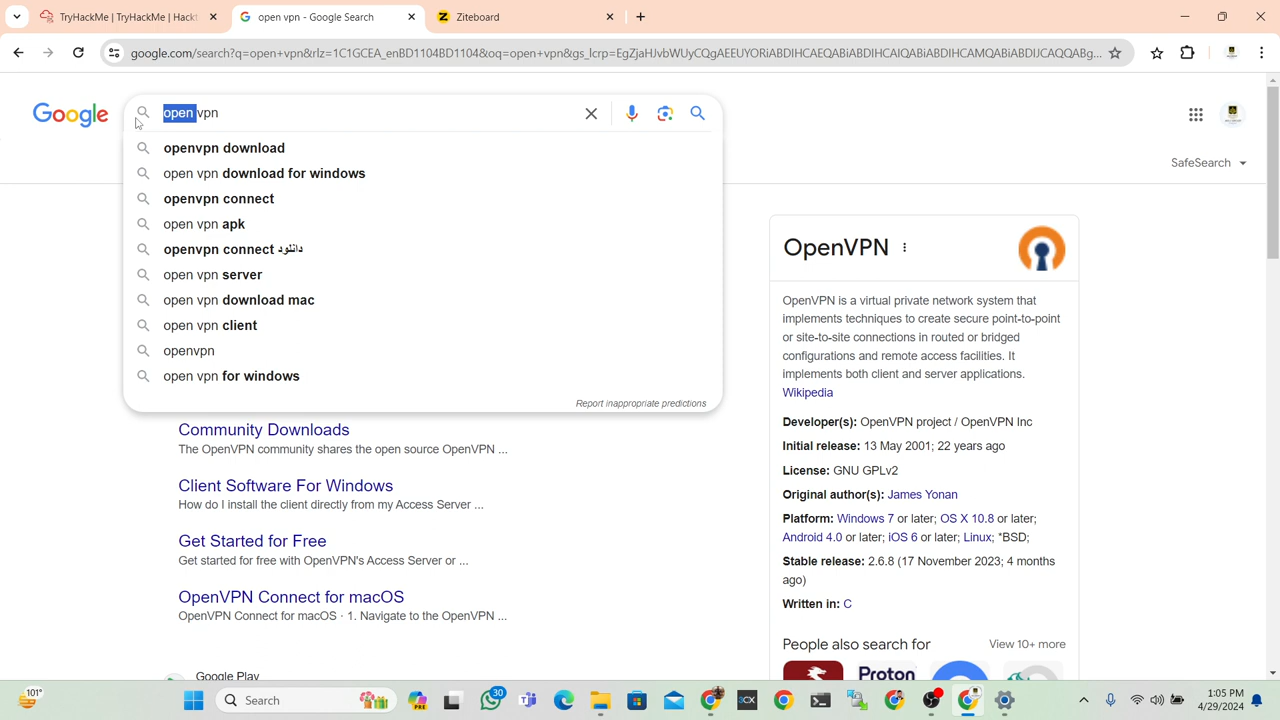 TryHackMe | TryHackMe | Hackt
open vpn - Google Search
Ziteboard
google.com/search?q=open+vpn&rlz=1C1GCEA_enBD1104BD1104&oq=open+vpn&gs_lcrp=EgZjaHJvbWUyCQgAEEUYORiABDIHCAEQABiABDIHCAIQABiABDIHCAMQABiABDIJCAQQABg...
Google
open vpn
openvpn download
open vpn download for windows
openvpn connect
open vpn apk
openvpn connect دانلود
open vpn server
open vpn download mac
open vpn client
openvpn
open vpn for windows
Report inappropriate predictions
SafeSearch
Community Downloads
The OpenVPN community shares the open source OpenVPN ...
Client Software For Windows
How do I install the client directly from my Access Server ...
Get Started for Free
Get started for free with OpenVPN's Access Server or ...
OpenVPN Connect for macOS
OpenVPN Connect for macOS · 1. Navigate to the OpenVPN ...
Google Play
OpenVPN
OpenVPN is a virtual private network system that
implements techniques to create secure point-to-point
or site-to-site connections in routed or bridged
configurations and remote access facilities. It
implements both client and server applications.
Wikipedia
Developer(s): OpenVPN project / OpenVPN Inc
Initial release: 13 May 2001; 22 years ago
License: GNU GPLv2
Original author(s): James Yonan
Platform: Windows 7 or later; OS X 10.8 or later;
Android 4.0 or later; iOS 6 or later; Linux; *BSD;
Stable release: 2.6.8 (17 November 2023; 4 months
ago)
Written in: C
People also search for
View 10+ more
Proton
101°
Search
30
3CX
1:05 PM
4/29/2024